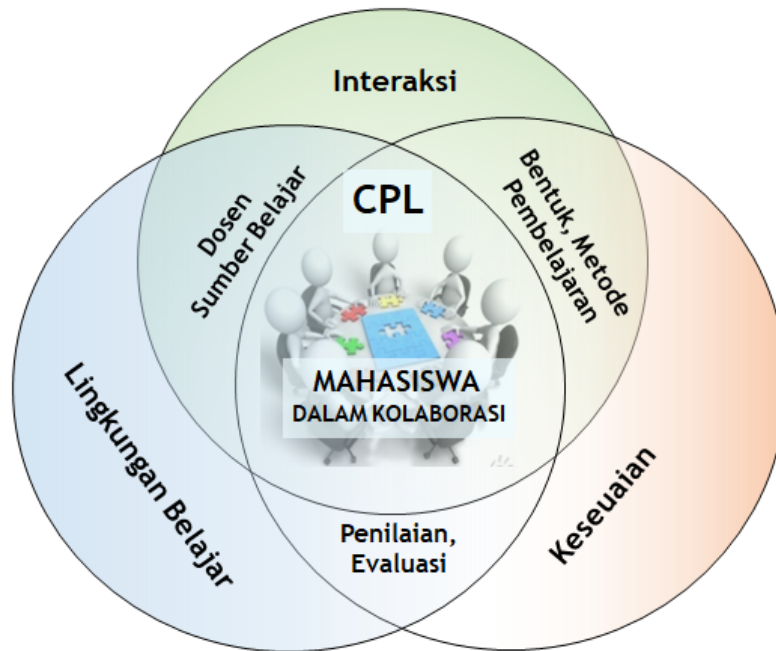 Interaksi
Dosen
Sumber Belajar
CPL
Bentuk, Metode
Pembelajaran
MAHASISWA
DALAM KOLABORASI
Lingkungan Belajar
Keseuaian
Penilaian,
Evaluasi